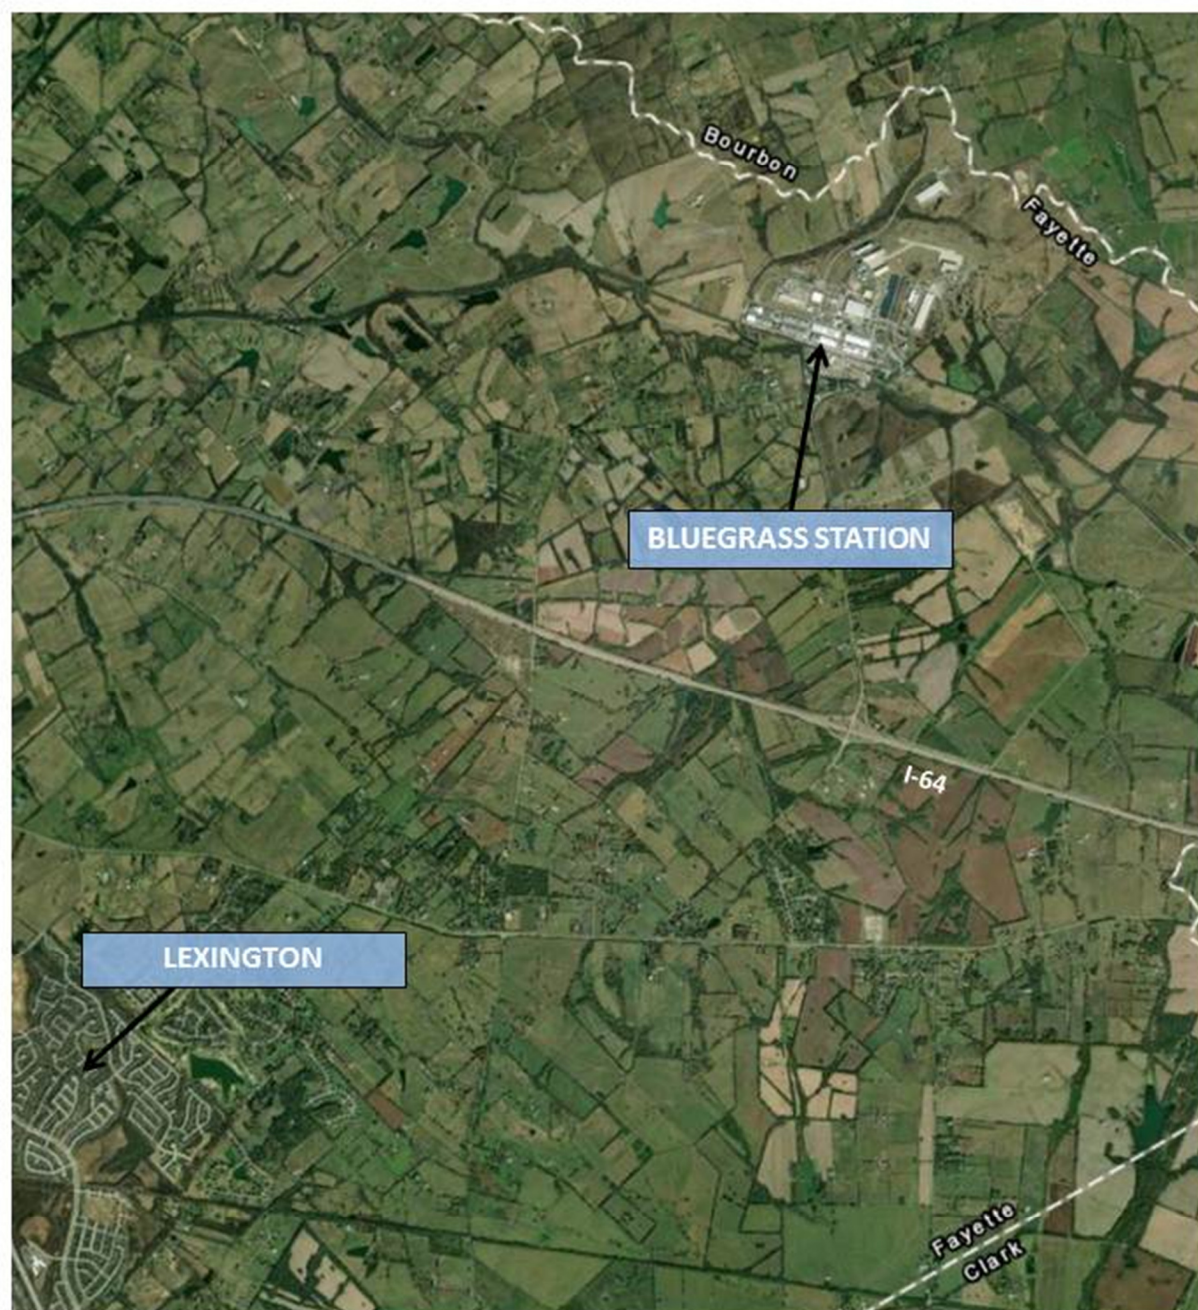 Bourbon
Fayette
BLUEGRASS STATION
I-64
LEXINGTON
Fayette
Clark